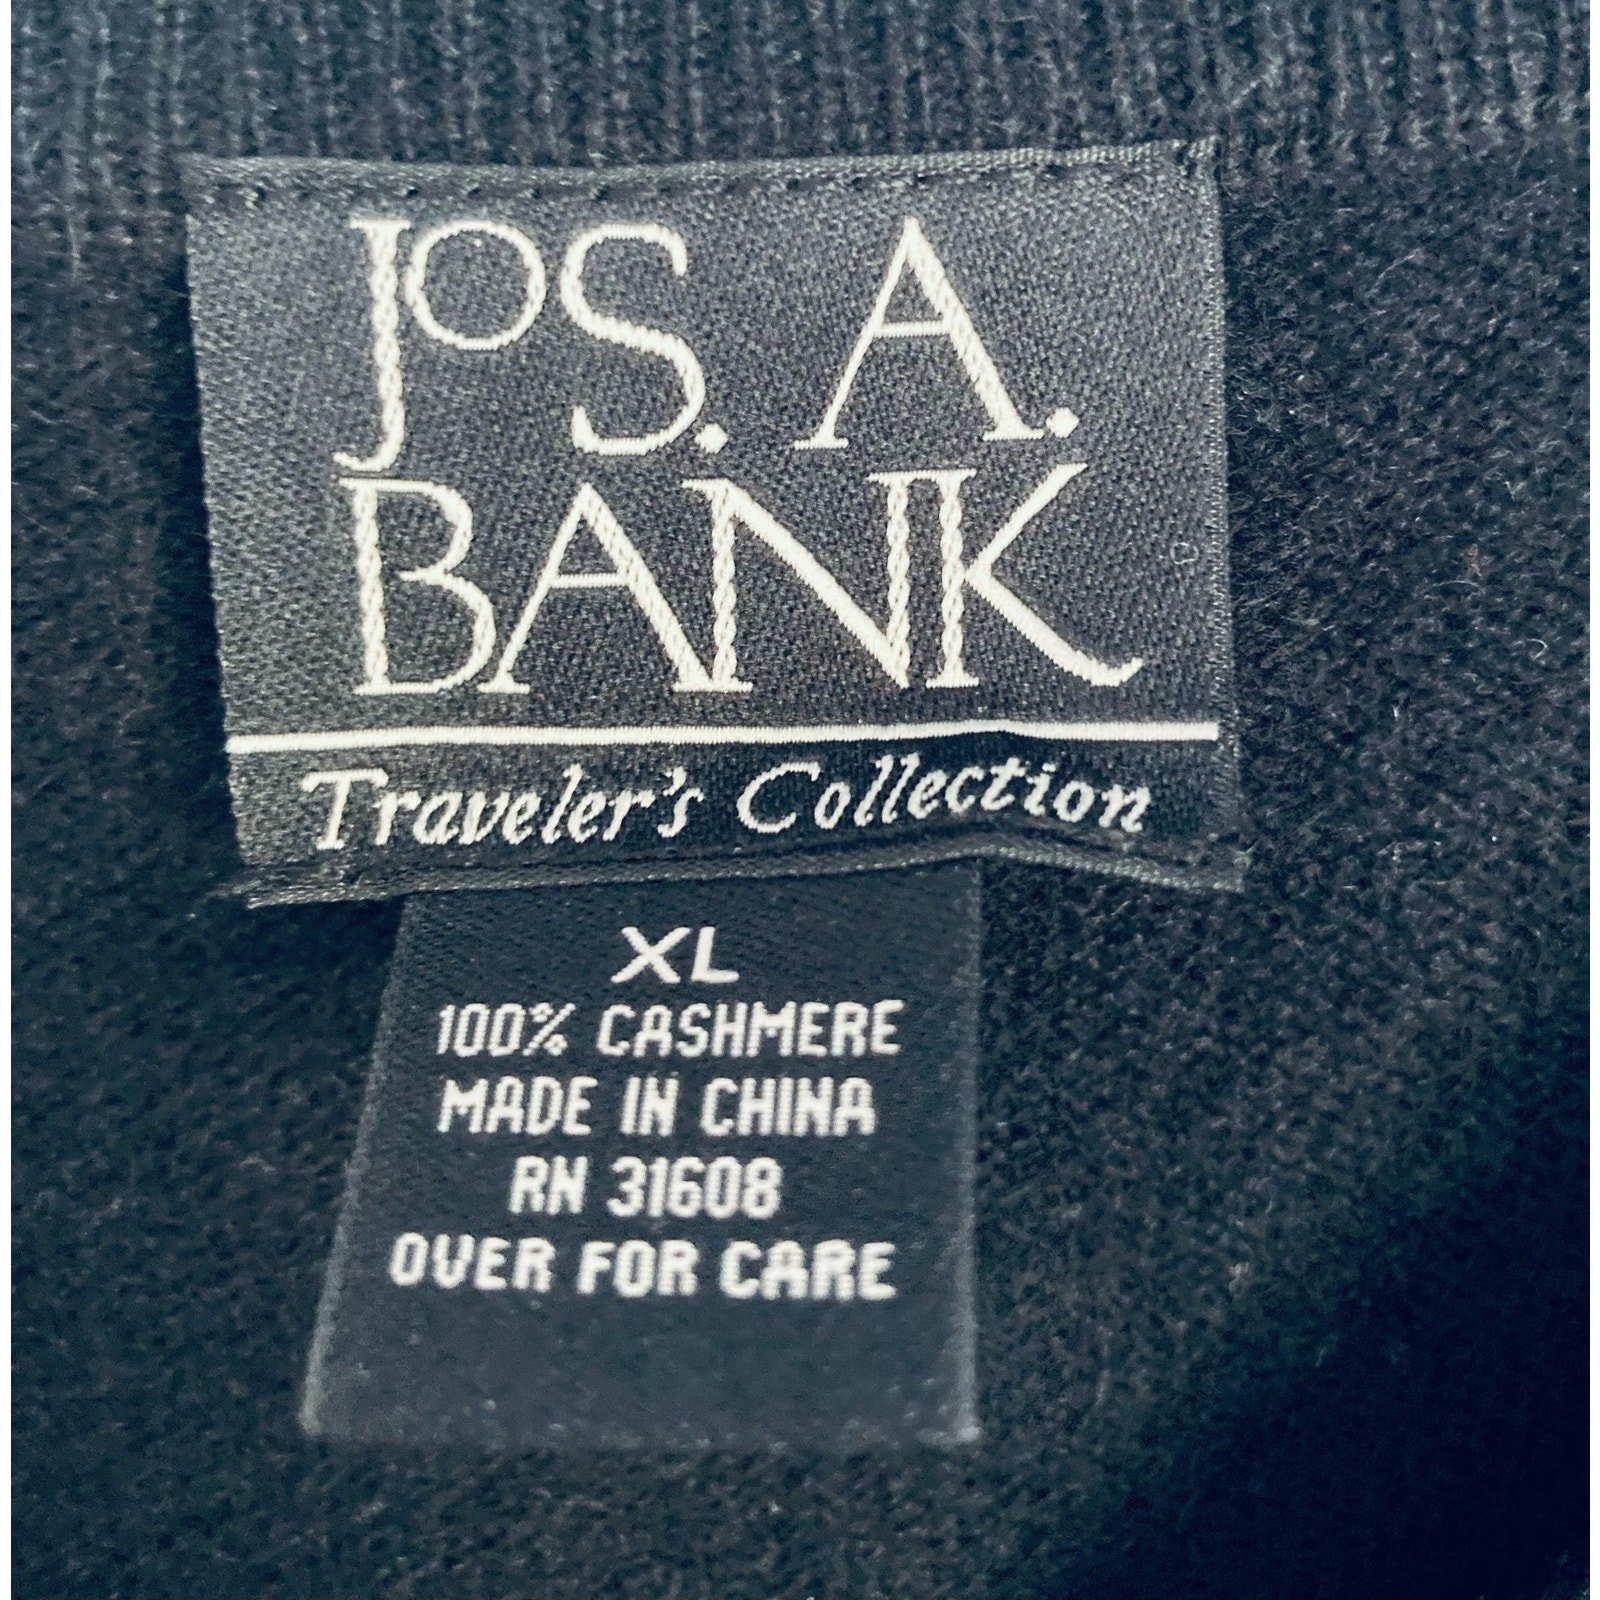 JOS. A.
BANK
Traveler's Collection
XL
100% CASHMERE
MADE IN CHINA
RN 31608
OVER FOR CARE